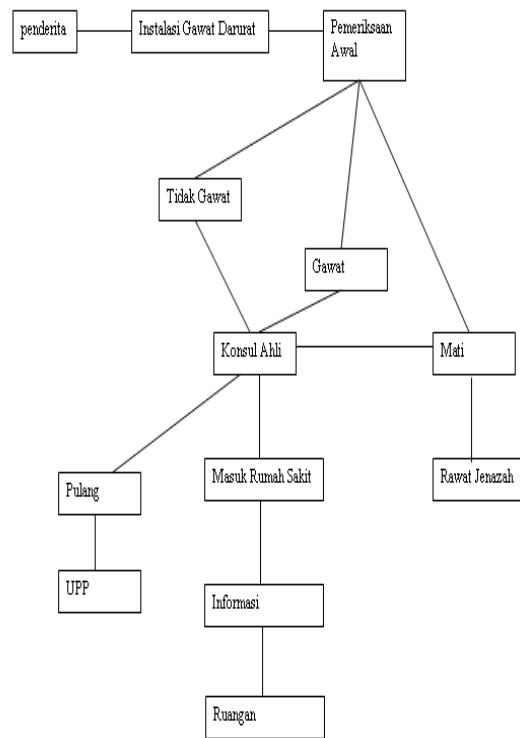 penderita
Instalasi Gawat Darurat
Pemeriksaan
Awal
Tidak Gawat
Gawat
Konsul Ahli
Mati
Pulang
Masuk Rumah Sakit
Rawat Jenazah
UPP
Informasi
Ruangan